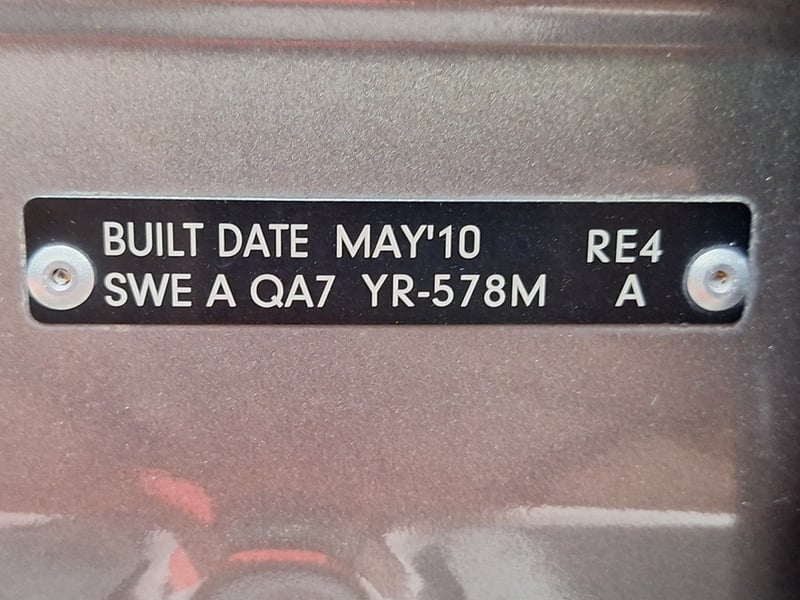 BUILT DATE MAY'10 RE4
SWE A QA7 YR-578M A